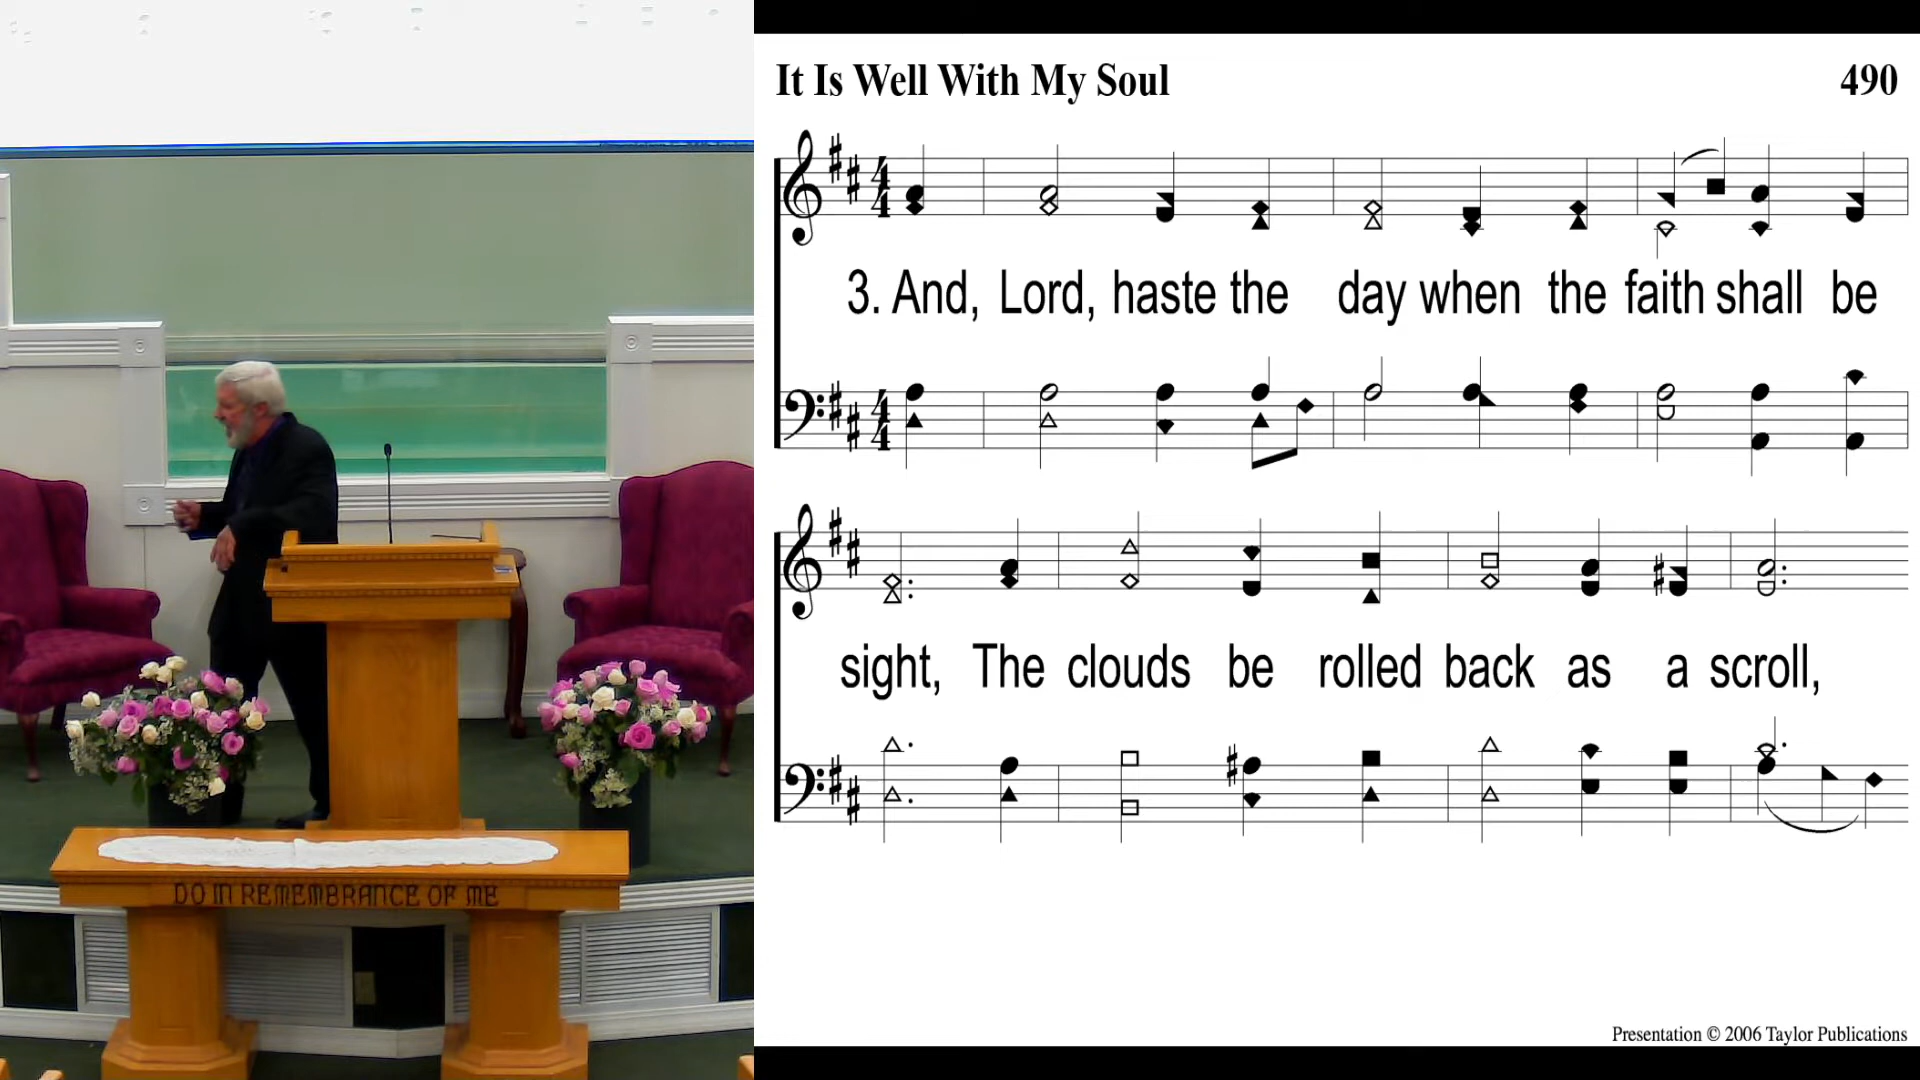 It Is Well With My Soul
490
3. And, Lord, haste the day when the faith shall be
sight, The clouds be rolled back as a scroll,
DO IN REMEMBRANCE OF ME
Presentation © 2006 Taylor Publications